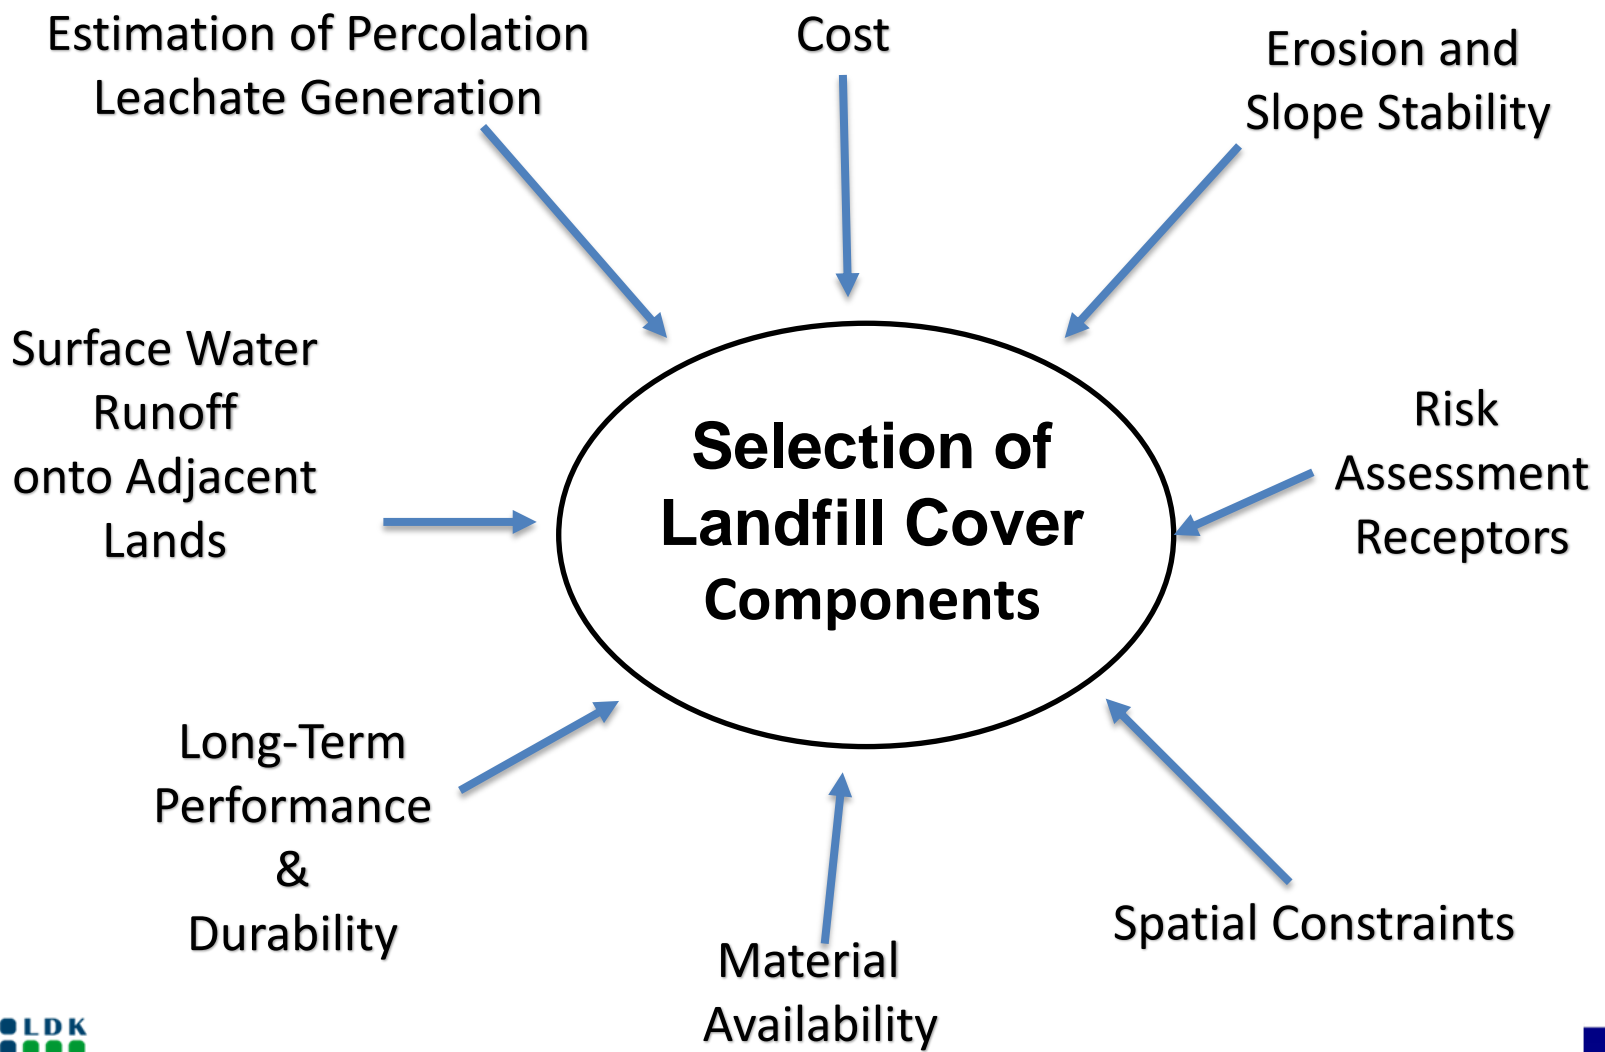 Estimation of Percolation
Leachate Generation
Cost
Erosion and
Slope Stability
Surface Water
Runoff
onto Adjacent
Lands
Selection of
Landfill Cover
Components
Risk
Assessment
Receptors
Long-Term
Performance
&
Durability
Material
Availability
Spatial Constraints
LDK